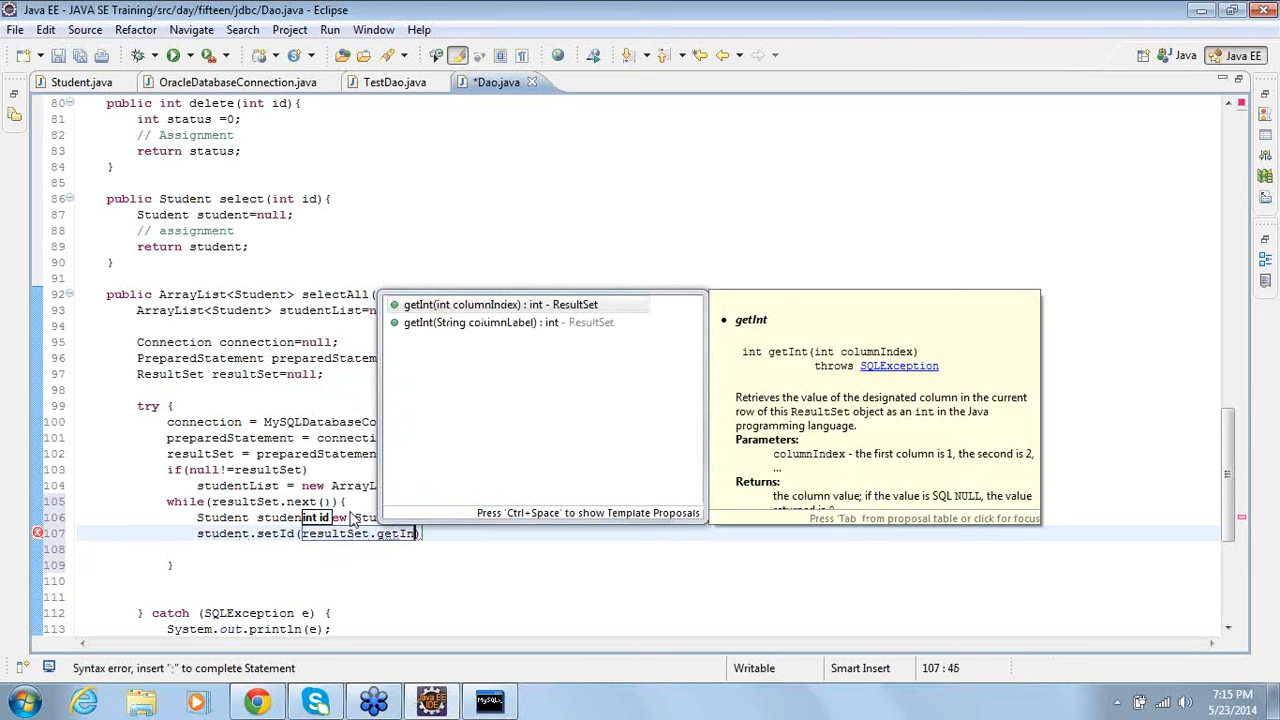 Java EE - JAVA SE Training/src/day/fifteen/jdbc/Dao.java - Eclipse
File Edit Source Refactor Navigate Search Project Run Window Help
Java Java EE
Student.java OracleDatabaseConnection.java TestDao.java *Dao.java
80 public int delete(int id){
81 int status =0;
82 // Assignment
83 return status;
84 }
85
86 public Student select(int id){
87 Student student=null;
88 // assignment
89 return student;
90 }
91
92 public ArrayList<Student> selectAll(
93 ArrayList<Student> studentList=n
94
95 Connection connection=null;
96 PreparedStatement preparedStatement
97 ResultSet resultSet=null;
98
99 try {
100 connection = MySQLDatabaseCo
101 preparedStatement = connecti
102 resultSet = preparedStatemen
103 if(null!=resultSet)
104 studentList = new ArrayL
105 while(resultSet.next()){
106 Student studen int id ew Stu
107 student.setId(resultSet.getIn)
108
109 }
110
111
112 } catch (SQLException e) {
113 System.out.println(e);
getInt(int columnIndex) : int - ResultSet
getInt(String columnLabel) : int - ResultSet
Press 'Ctrl+Space' to show Template Proposals
getInt
int getInt(int columnIndex)
throws SQLException
Retrieves the value of the designated column in the current
row of this ResultSet object as an int in the Java
programming language.
Parameters:
columnIndex - the first column is 1, the second is 2,
...
Returns:
the column value; if the value is SQL NULL, the value
returned is 0
Press 'Tab' from proposal table or click for focus
Syntax error, insert ";" to complete Statement Writable Smart Insert 107 : 45
Java EE
IDE
MySQL
7:15 PM
5/23/2014